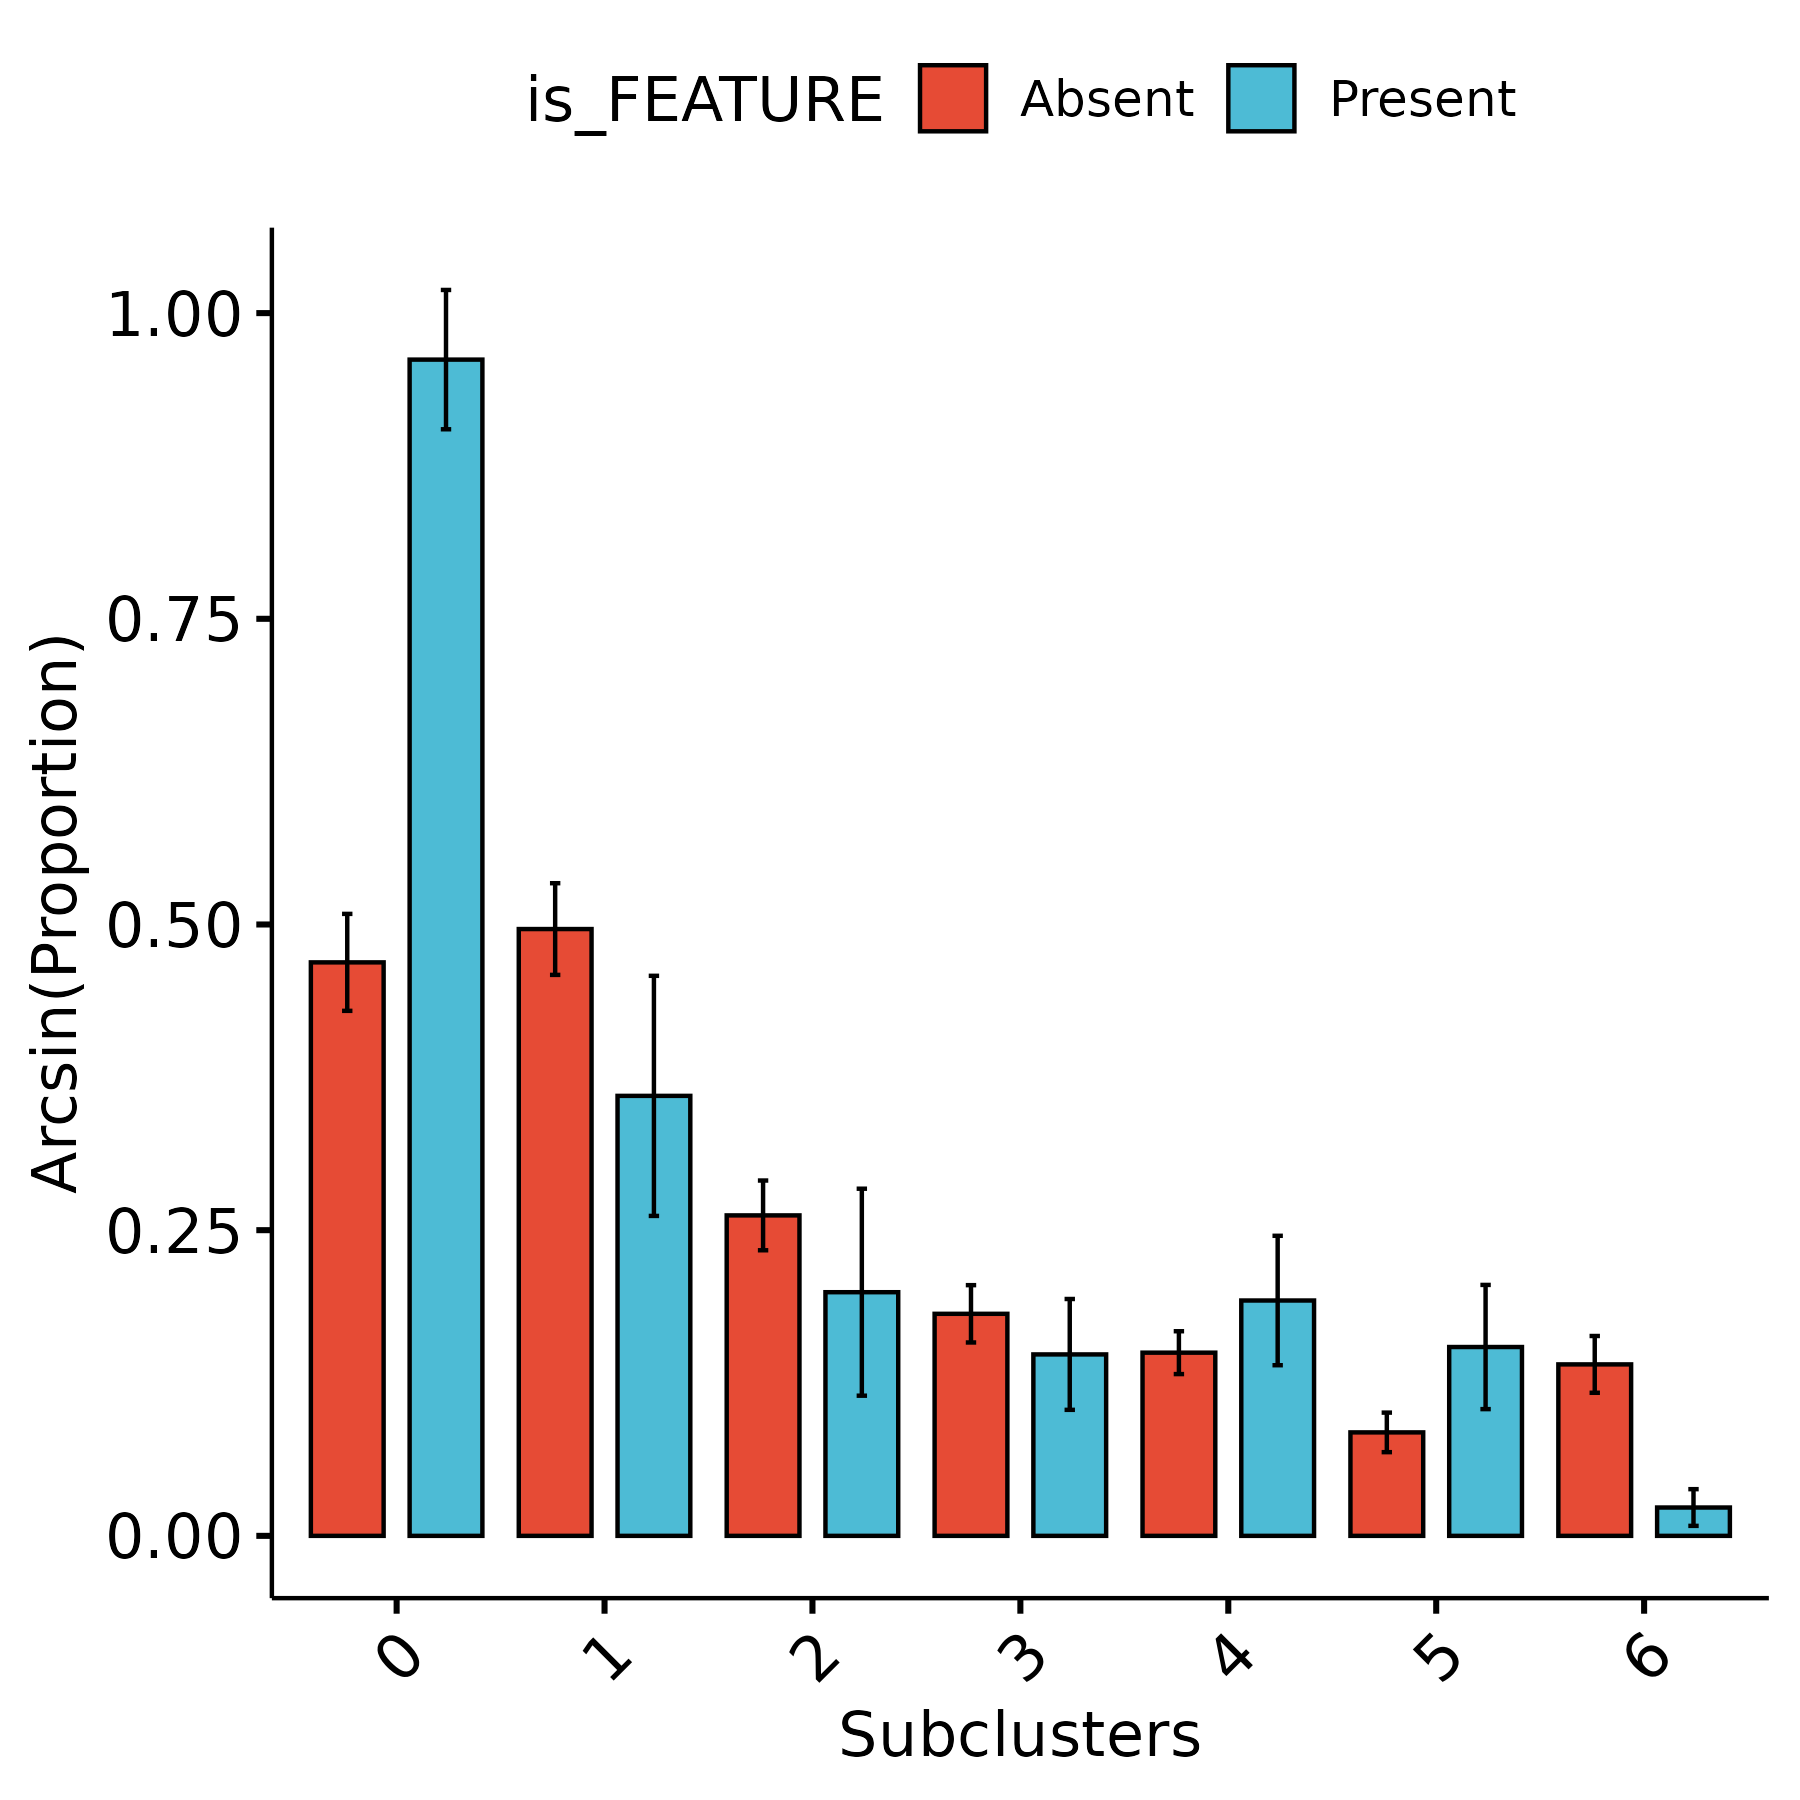 is_FEATURE Absent Present
Arcsin(Proportion)
1.00
0.75
0.50
0.25
0.00
0 1 2 3 4 5 6
Subclusters